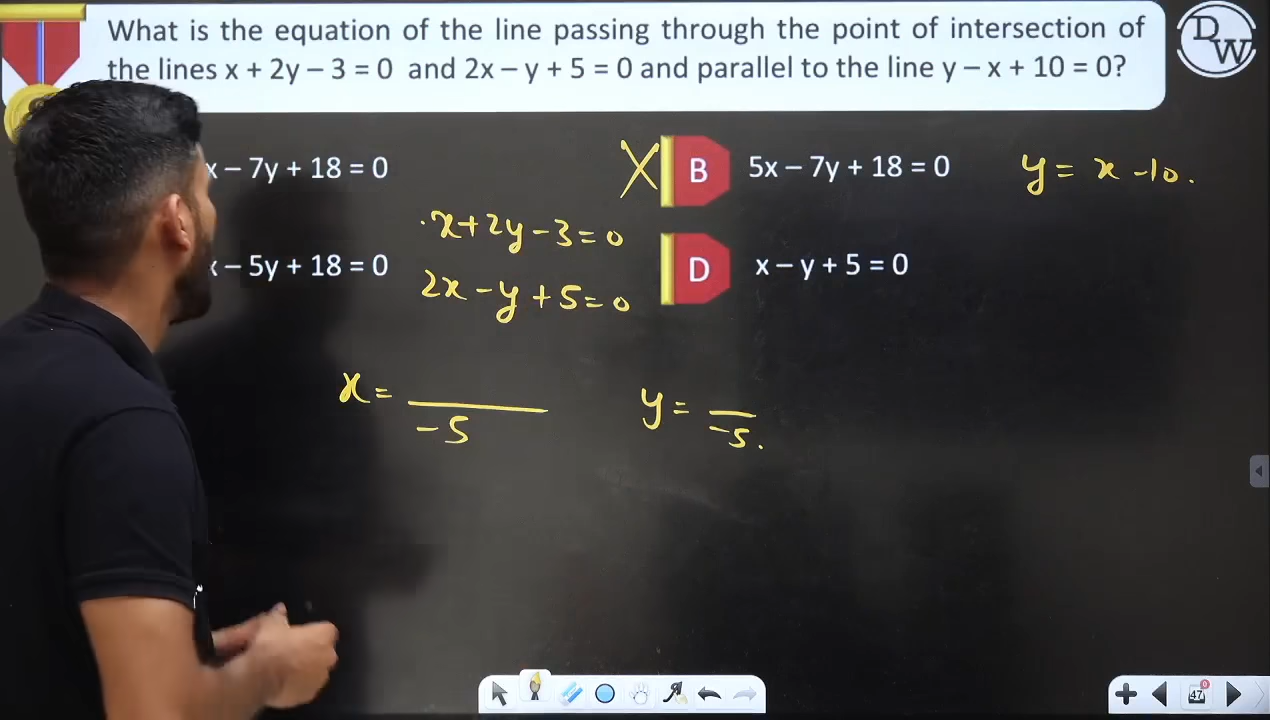 What is the equation of the line passing through the point of intersection of
the lines x + 2y – 3 = 0 and 2x – y + 5 = 0 and parallel to the line y – x + 10 = 0?
DW
x – 7y + 18 = 0
X B 5x – 7y + 18 = 0
y = x - 10.
x + 2y - 3 = 0
– 5y + 18 = 0
D x – y + 5 = 0
2x - y + 5 = 0
x = — / -5
y = — / -5.
47